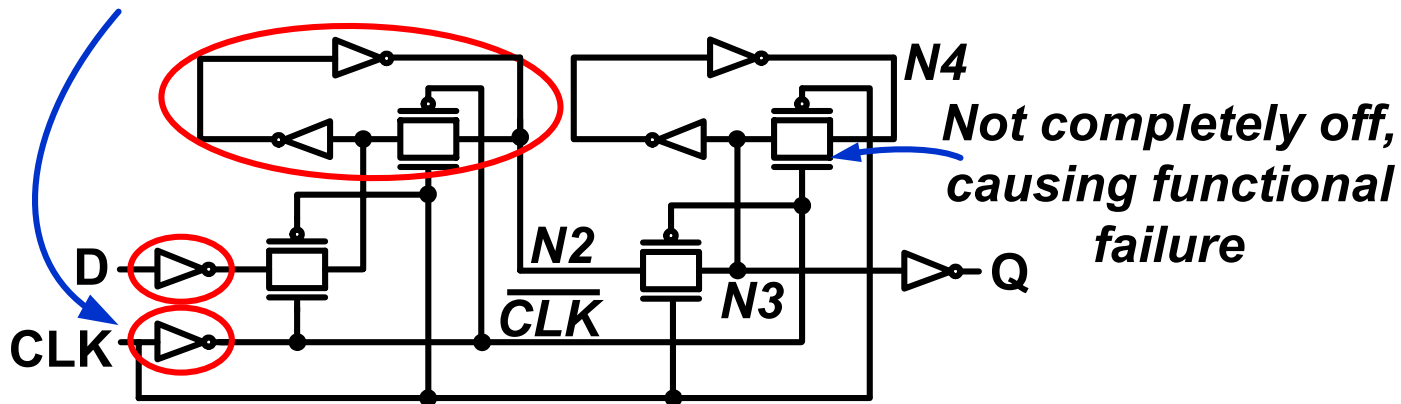 N4
Not completely off,
causing functional
failure
D
N2
Q
N3
CLK
CLK